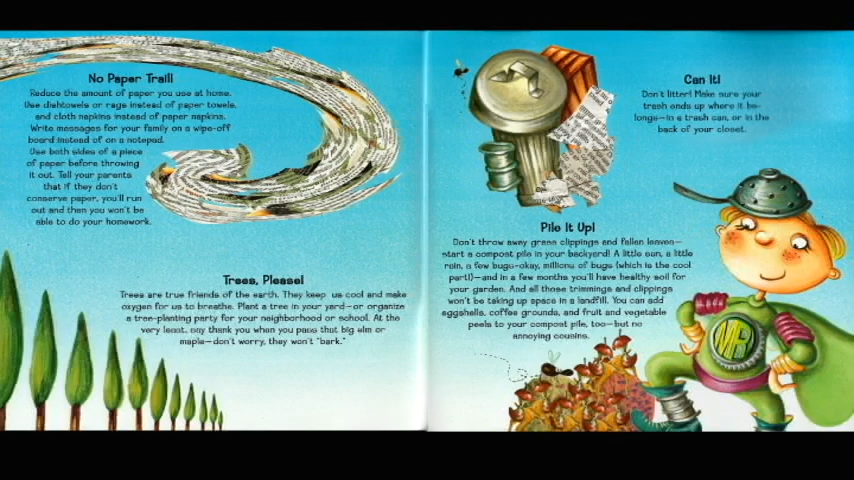 No Paper Trail!
Reduce the amount of paper you use at home.
Use dishtowels or rags instead of paper towels,
and cloth napkins instead of paper napkins.
Write messages for your family on a wipe-off
board instead of on a notepad.
Use both sides of a piece
of paper before throwing
it out. Tell your parents
that if they don't
conserve paper, you'll run
out and then you won't be
able to do your homework.
Trees, Please!
Trees are true friends of the earth. They keep us cool and make
oxygen for us to breathe. Plant a tree in your yard—or organize
a tree-planting party for your neighborhood or school. At the
very least, say thank you when you pass that big elm or
maple—don't worry, they won't "bark."
Can It!
Don't litter! Make sure your
trash ends up where it be-
longs—in a trash can, or in the
back of your closet.
Pile It Up!
Don't throw away grass clippings and fallen leaves—
start a compost pile in your backyard! A little sun, a little
rain, a few bugs—okay, millions of bugs (which is the cool
part!)—and in a few months you'll have healthy soil for
your garden. And all those trimmings and clippings
won't be taking up space in a landfill. You can add
eggshells, coffee grounds, and fruit and vegetable
peels to your compost pile, too—but no
annoying cousins.
MR